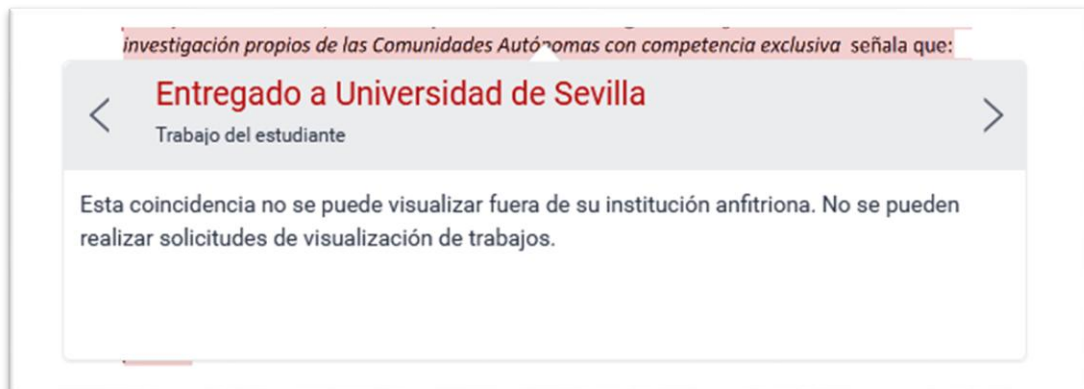 investigación propios de las Comunidades Autónomas con competencia exclusiva señala que:
Entregado a Universidad de Sevilla
Trabajo del estudiante
Esta coincidencia no se puede visualizar fuera de su institución anfitriona. No se pueden
realizar solicitudes de visualización de trabajos.